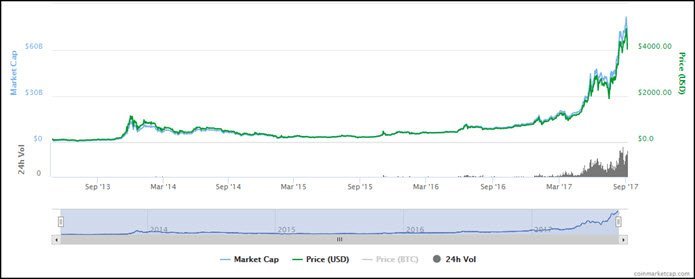 Market Cap
$60B
$30B
$0
24h Vol
0
$4000.00
$2000.00
$0.0
Price (USD)
Sep '13
Mar '14
Sep '14
Mar '15
Sep '15
Mar '16
Sep '16
Mar '17
Sep '17
2014
2015
2016
2017
Market Cap
Price (USD)
Price (BTC)
24h Vol
coinmarketcap.com